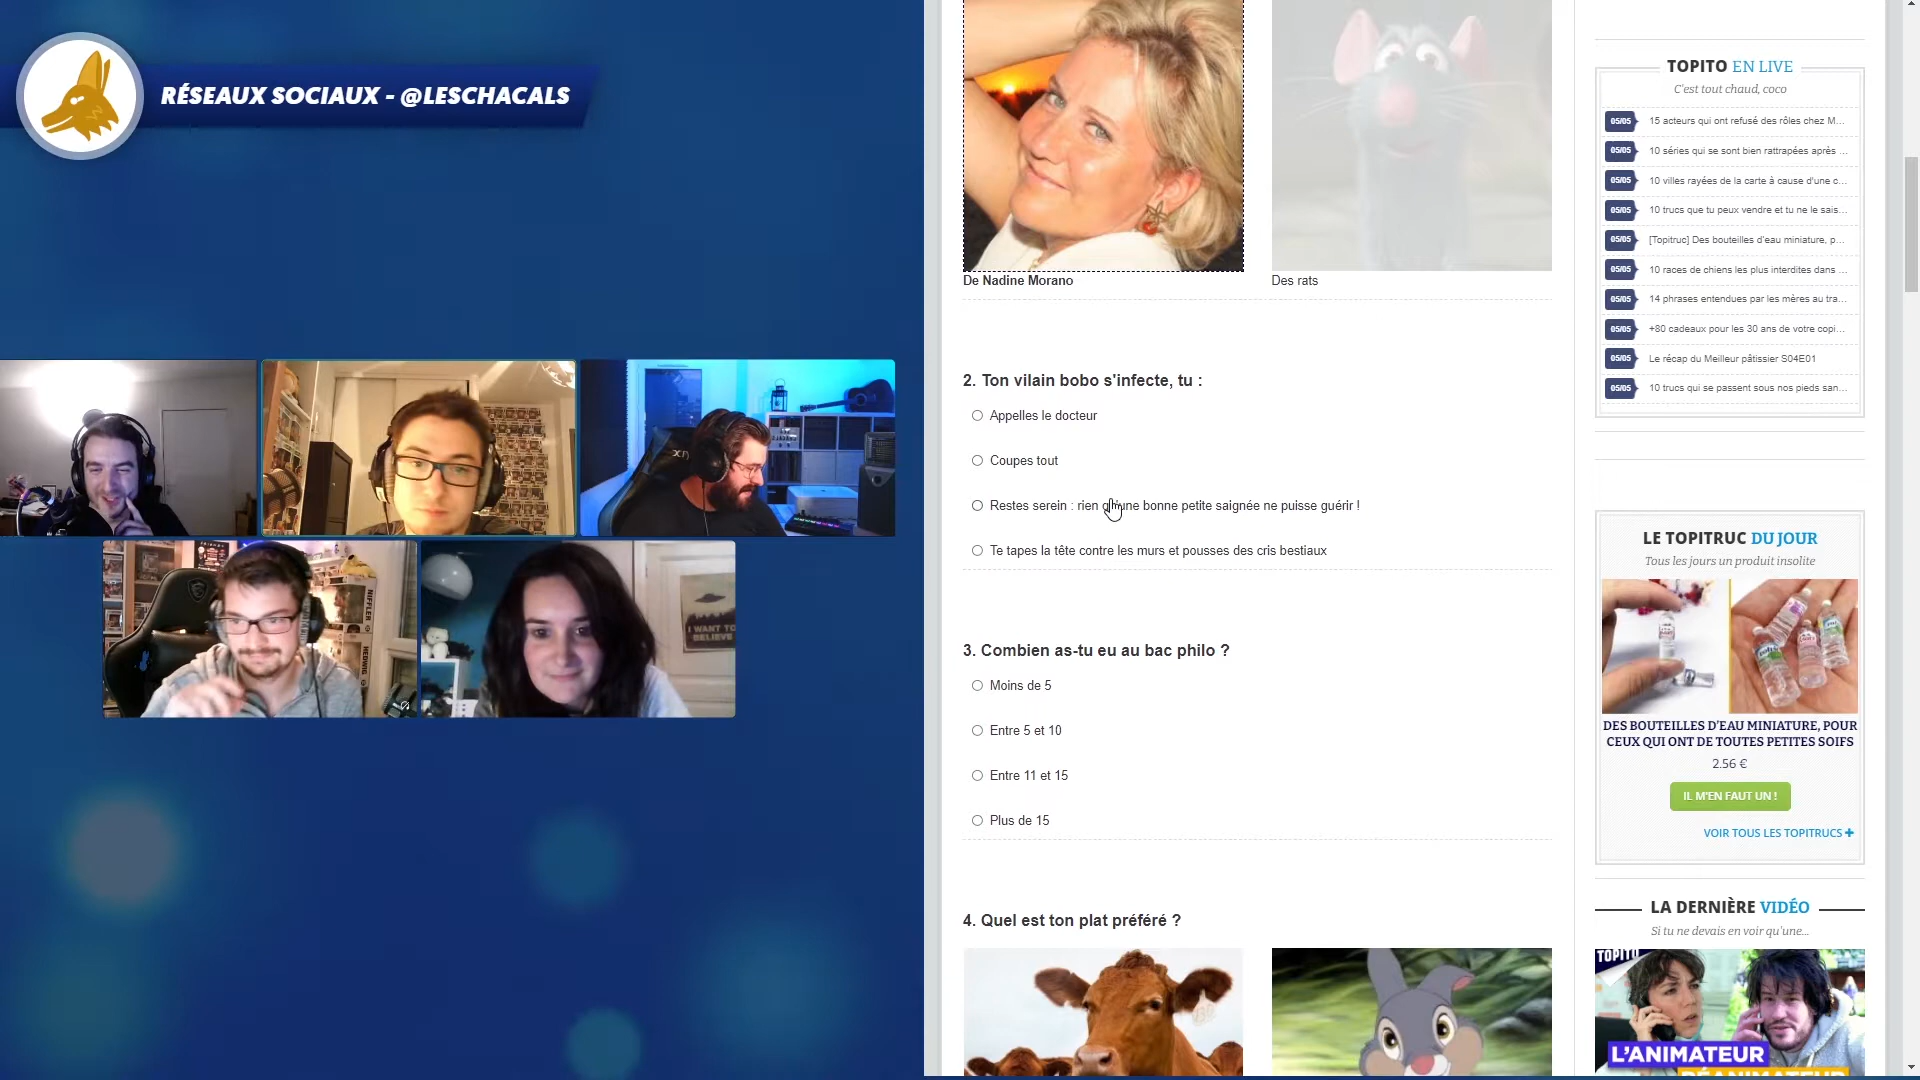 RÉSEAUX SOCIAUX - @LESCHACALS
NIFFLER
HEDWIG
I WANT TO
BELIEVE
De Nadine Morano
Des rats
2. Ton vilain bobo s'infecte, tu :
Appelles le docteur
Coupes tout
Restes serein : rien qu'une bonne petite saignée ne puisse guérir !
Te tapes la tête contre les murs et pousses des cris bestiaux
3. Combien as-tu eu au bac philo ?
Moins de 5
Entre 5 et 10
Entre 11 et 15
Plus de 15
4. Quel est ton plat préféré ?
TOPITO EN LIVE
C'est tout chaud, coco
05/05 15 acteurs qui ont refusé des rôles chez M...
05/05 10 séries qui se sont bien rattrapées après ...
05/05 10 villes rayées de la carte à cause d'une c...
05/05 10 trucs que tu peux vendre et tu ne le sais...
05/05 [Topitruc] Des bouteilles d'eau miniature, p...
05/05 10 races de chiens les plus interdites dans ...
05/05 14 phrases entendues par les mères au tra...
05/05 +80 cadeaux pour les 30 ans de votre copi...
05/05 Le récap du Meilleur pâtissier S04E01
05/05 10 trucs qui se passent sous nos pieds san...
LE TOPITRUC DU JOUR
Tous les jours un produit insolite
DES BOUTEILLES D'EAU MINIATURE, POUR
CEUX QUI ONT DE TOUTES PETITES SOIFS
2.56 €
IL M'EN FAUT UN !
VOIR TOUS LES TOPITRUCS +
LA DERNIÈRE VIDÉO
Si tu ne devais en voir qu'une...
TOPITO
L'ANIMATEUR
RÉANIMATEUR